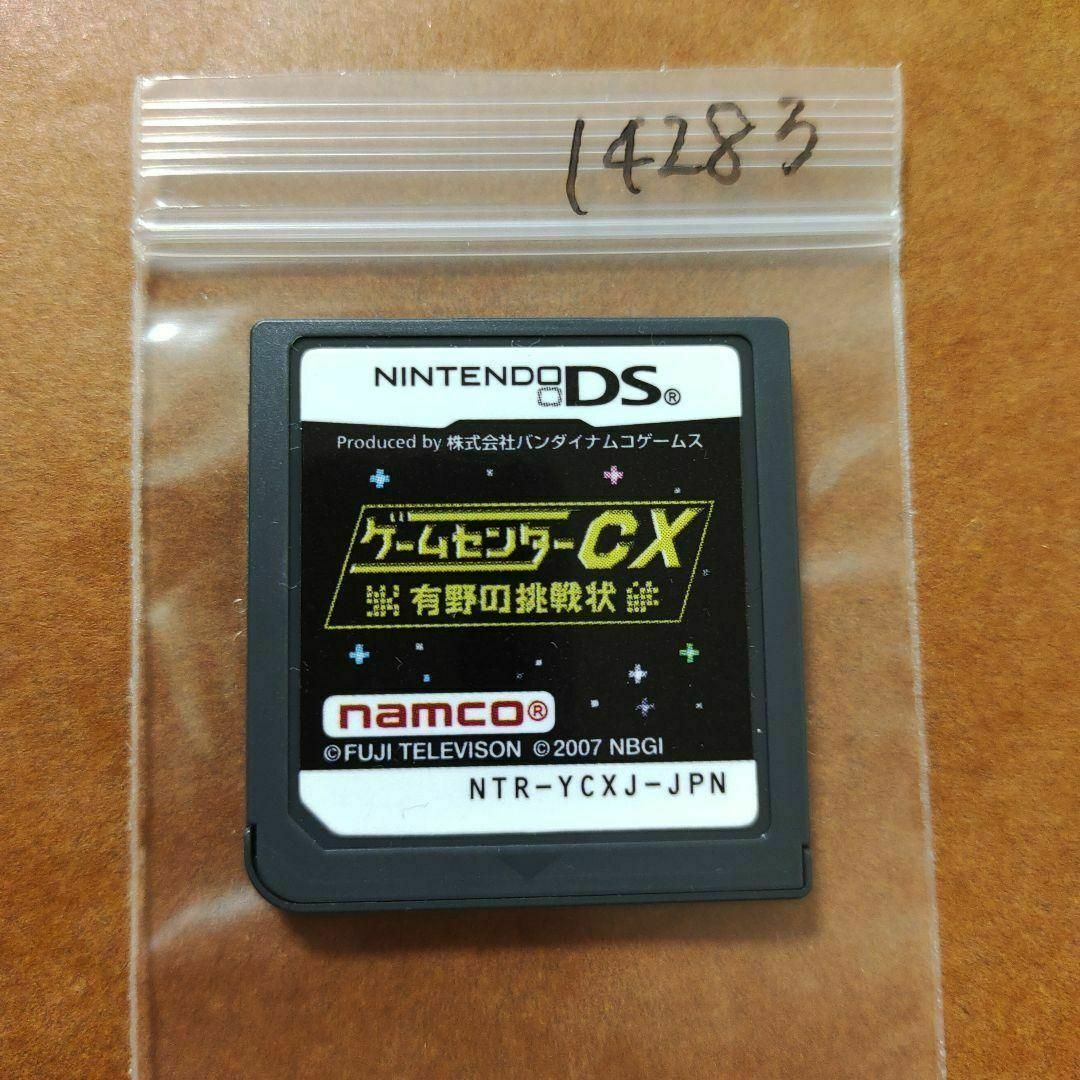 14283
NINTENDO DS®
Produced by 株式会社バンダイナムコゲームス
ゲームセンターCX
有野の挑戦状
namco®
©FUJI TELEVISON ©2007 NBGI
NTR-YCXJ-JPN